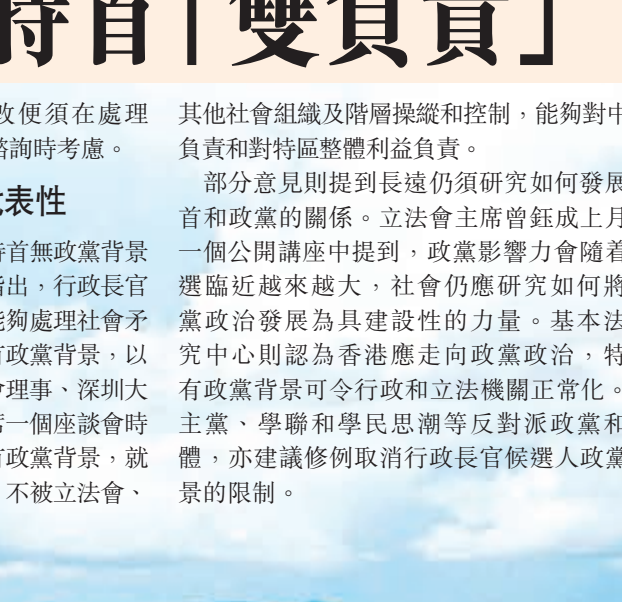 特首「雙負責」
改便須在處理
諮詢時考慮。
代表性
特首無政黨背景
指出，行政長官
能夠處理社會矛
有政黨背景，以
會理事、深圳大
席一個座談會時
有政黨背景，就
不被立法會、
其他社會組織及階層操縱和控制，能夠對中
負責和對特區整體利益負責。
部分意見則提到長遠仍須研究如何發展
首和政黨的關係。立法會主席曾鈺成上月
一個公開講座中提到，政黨影響力會隨着
選臨近越來越大，社會仍應研究如何將
黨政治發展為具建設性的力量。基本法
究中心則認為香港應走向政黨政治，特
有政黨背景可令行政和立法機關正常化。
主黨、學聯和學民思潮等反對派政黨和
體，亦建議修例取消行政長官候選人政黨
景的限制。